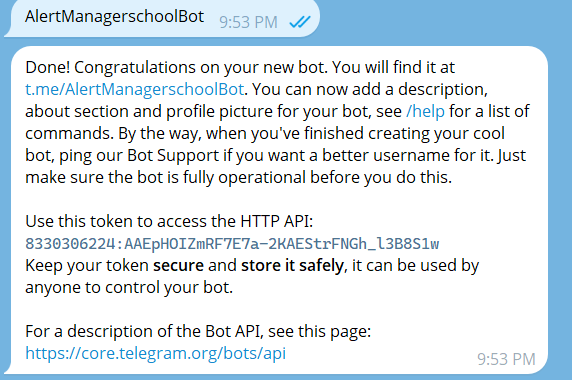 AlertManagerschoolBot 9:53 PM
Done! Congratulations on your new bot. You will find it at
t.me/AlertManagerschoolBot. You can now add a description,
about section and profile picture for your bot, see /help for a list of
commands. By the way, when you've finished creating your cool
bot, ping our Bot Support if you want a better username for it. Just
make sure the bot is fully operational before you do this.
Use this token to access the HTTP API:
8330306224:AAEpHOIZmRF7E7a-2KAEStrFNGh_l3B8S1w
Keep your token secure and store it safely, it can be used by
anyone to control your bot.
For a description of the Bot API, see this page:
https://core.telegram.org/bots/api 9:53 PM